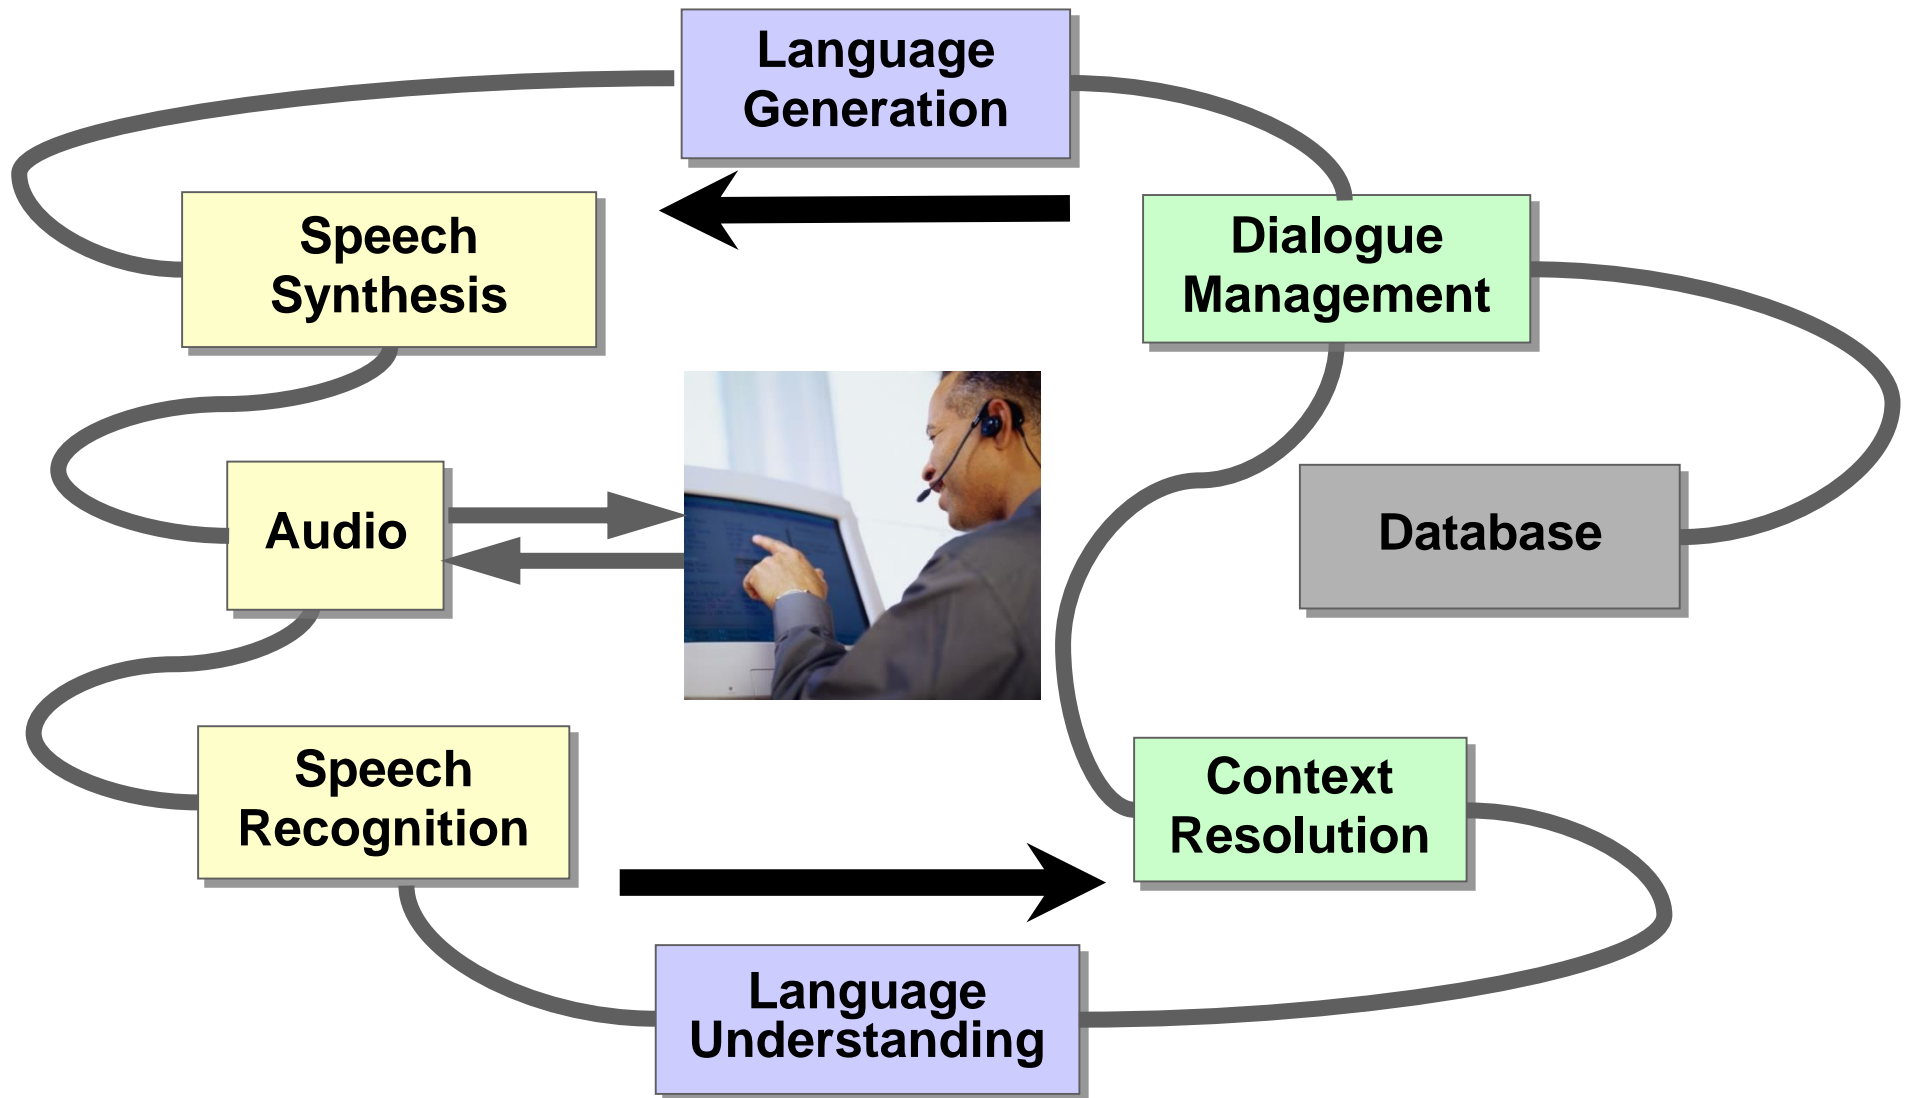 Language
Generation
Speech
Synthesis
Dialogue
Management
Audio
Database
Speech
Recognition
Context
Resolution
Language
Understanding